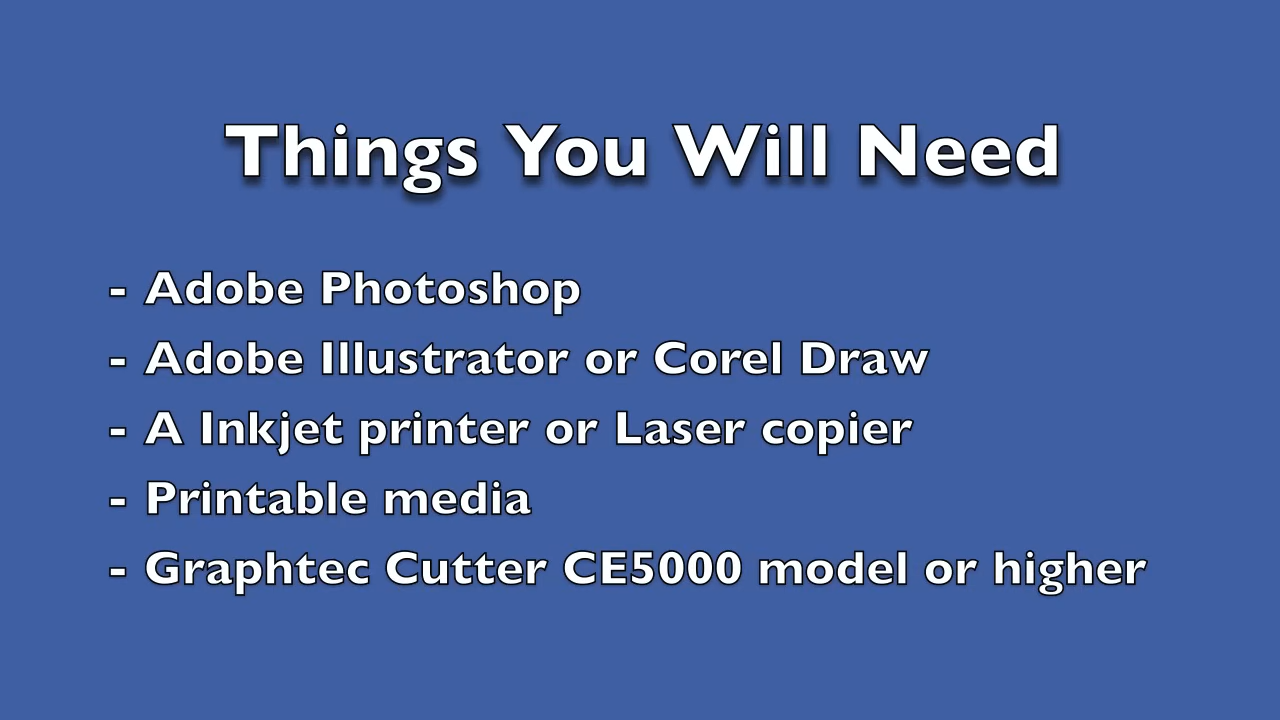 Things You Will Need
- Adobe Photoshop
- Adobe Illustrator or Corel Draw
- A Inkjet printer or Laser copier
- Printable media
- Graphtec Cutter CE5000 model or higher